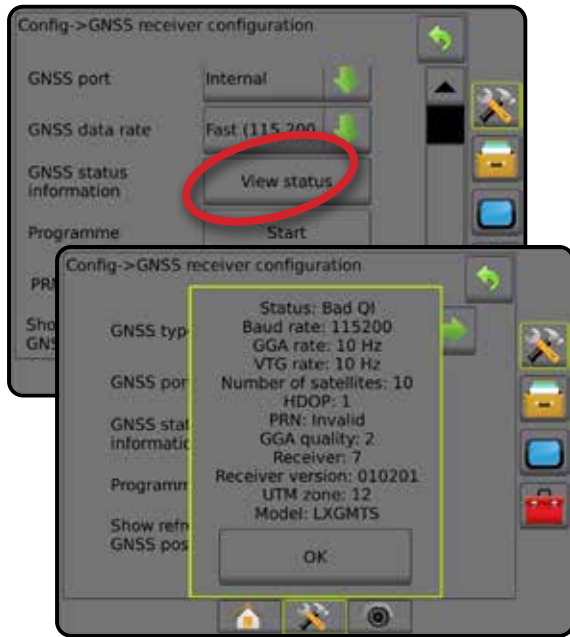 Config->GNSS receiver configuration
GNSS port
Internal
GNSS data rate
Fast (115,200
GNSS status
information
View status
Programme
Start
Config->GNSS receiver configuration
Status: Bad QI
Baud rate: 115200
GGA rate: 10 Hz
VTG rate: 10 Hz
Number of satellites: 10
HDOP: 1
PRN: Invalid
GGA quality: 2
Receiver: 7
Receiver version: 010201
UTM zone: 12
Model: LXGMTS
OK
GNSS typ
GNSS por
GNSS stat
informatic
Programm
Show refr
GNSS pos
PR
Sho
GNS